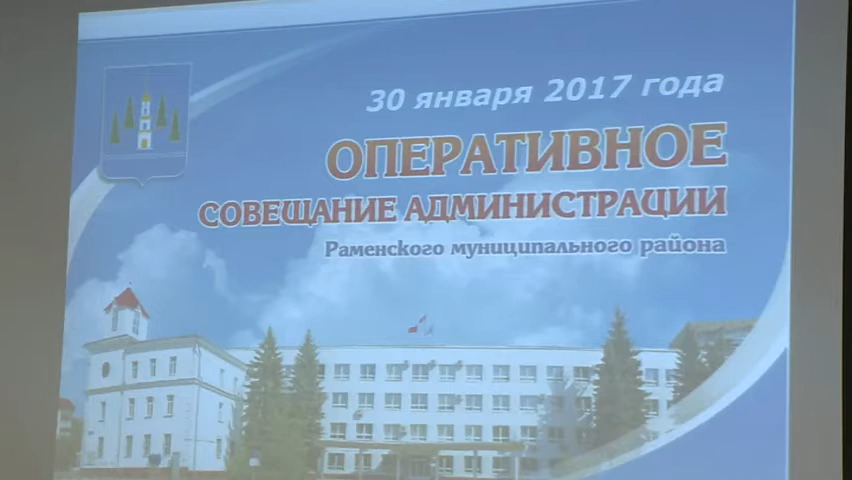 30 января 2017 года
ОПЕРАТИВНОЕ
СОВЕЩАНИЕ АДМИНИСТРАЦИИ
Раменского муниципального района